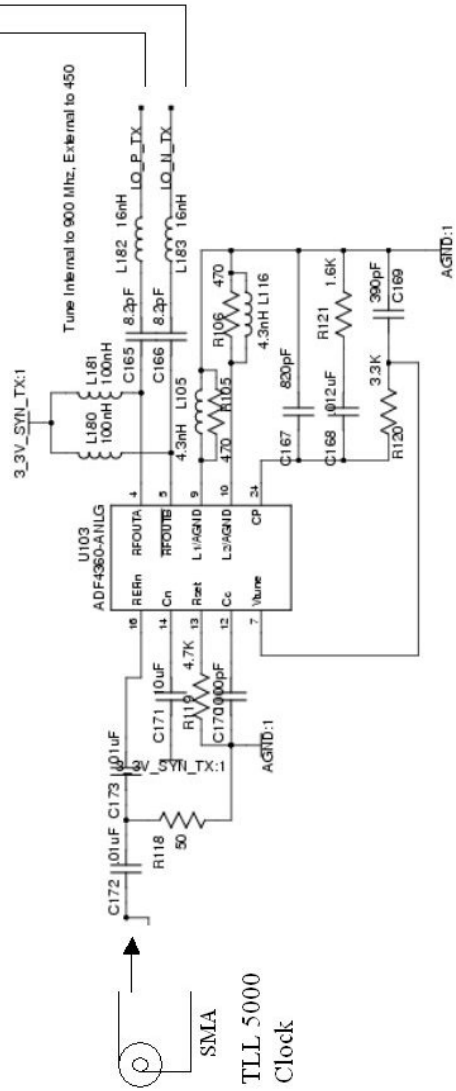 Tune Internal to 900 Mhz, External to 450
3_3V_SYN_TX:1
L181
100nH
L180
100nH
C165
8.2pF
L182
16nH
LO_P_TX
C166
8.2pF
L183
16nH
LO_N_TX
L105
4.3nH
R105
470
R106
470
L116
4.3nH
C167
820pF
C168
.012uF
R121
1.6K
R120
3.3K
C169
390pF
AGND:1
U103
ADF4360-ANLG
16
RERn
14
Cn
13
Rset
12
Cc
7
Vtune
4
RFOUTA
5
RFOUTB
9
L1/AGND
10
L2/AGND
24
CP
C171
10uF
R119
4.7K
C170
1000pF
3_3V_SYN_TX:1
AGND:1
C173
.01uF
C172
.01uF
R118
50
SMA
TLL 5000
Clock